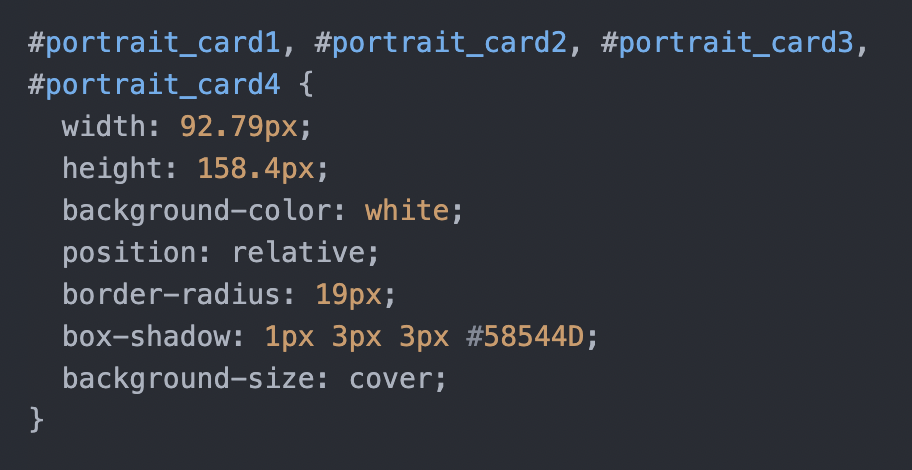 #portrait_card1, #portrait_card2, #portrait_card3,
#portrait_card4 {
  width: 92.79px;
  height: 158.4px;
  background-color: white;
  position: relative;
  border-radius: 19px;
  box-shadow: 1px 3px 3px #58544D;
  background-size: cover;
}